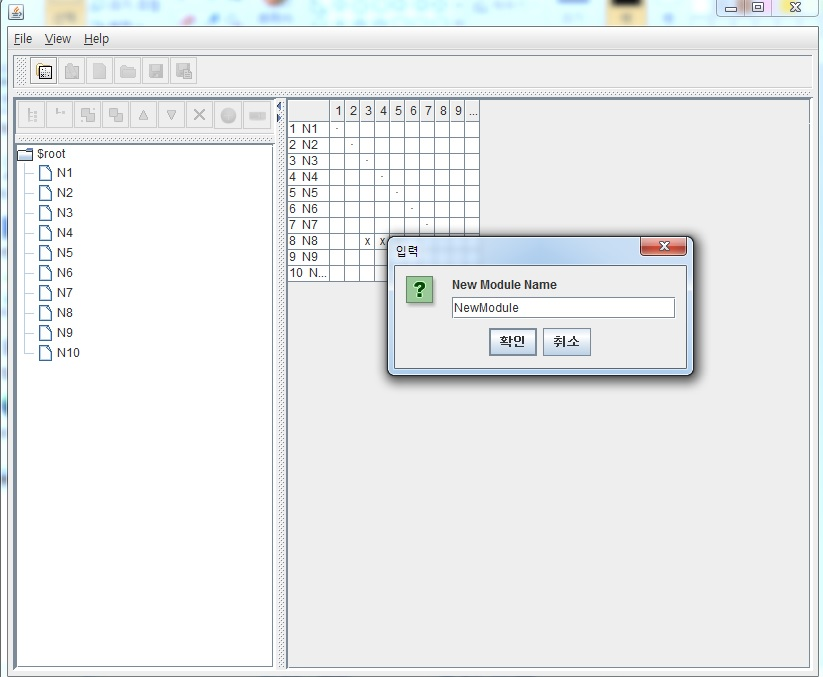 File View Help
1 2 3 4 5 6 7 8 9 ...
1 N1 .
2 N2 .
3 N3 .
4 N4 .
5 N5 .
6 N6 .
7 N7 .
8 N8 x x
9 N9
10 N...
$root
N1
N2
N3
N4
N5
N6
N7
N8
N9
N10
입력
New Module Name
NewModule
확인 취소